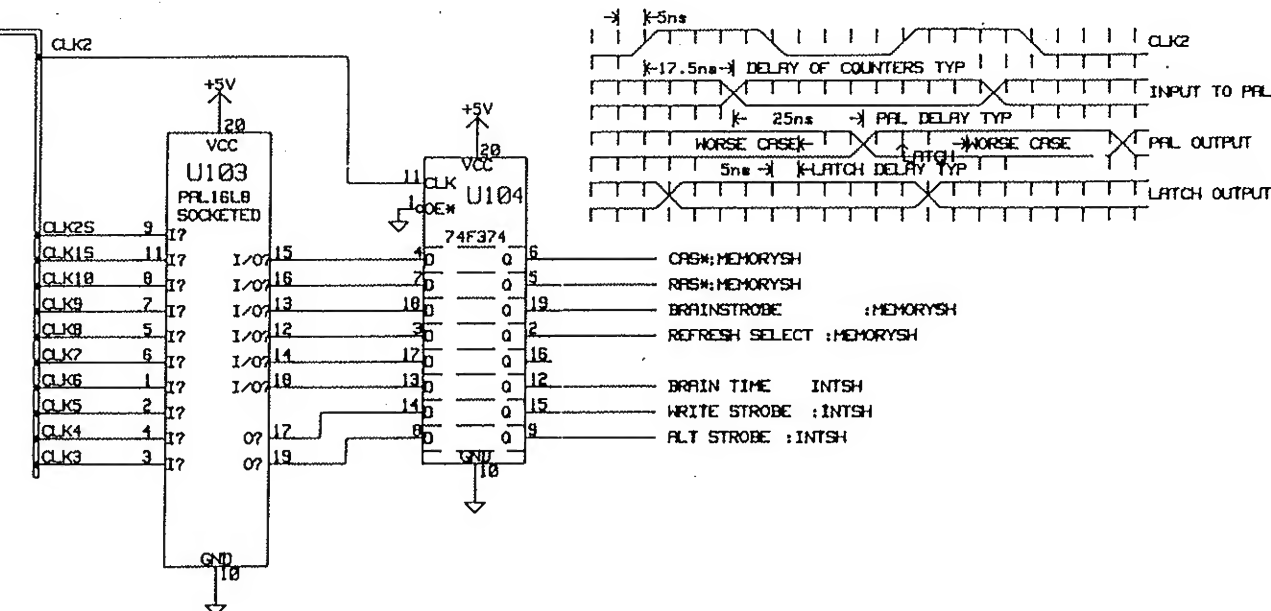 CLK2
+5V
20
VCC
U103
PAL16L8
SOCKETED
CLK2S 9 I?
CLK1S 11 I? I/O? 15
CLK10 8 I? I/O? 16
CLK9 7 I? I/O? 13
CLK8 5 I? I/O? 12
CLK7 6 I? I/O? 14
CLK6 1 I? I/O? 18
CLK5 2 I?
CLK4 4 I? O? 17
CLK3 3 I? O? 19
GND
10
+5V
20
VCC
11 CLK
U104
1 OE*
74F374
4 D Q 6 CAS*:MEMORYSH
7 D Q 5 RAS*:MEMORYSH
18 D Q 19 BRAINSTROBE :MEMORYSH
3 D Q 2 REFRESH SELECT :MEMORYSH
17 D Q 16
13 D Q 12 BRAIN TIME INTSH
14 D Q 15 WRITE STROBE :INTSH
8 D Q 9 ALT STROBE :INTSH
GND
10
5ns
CLK2
17.5ns DELAY OF COUNTERS TYP
INPUT TO PAL
25ns PAL DELAY TYP
WORSE CASE LATCH WORSE CASE PAL OUTPUT
5ns LATCH DELAY TYP
LATCH OUTPUT